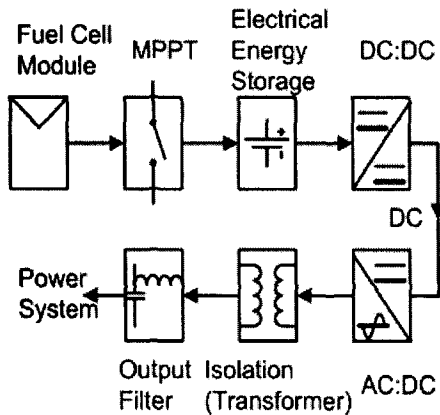 Fuel Cell
Module
MPPT
Electrical
Energy
Storage
DC:DC
DC
Power
System
Output
Filter
Isolation
(Transformer)
AC:DC